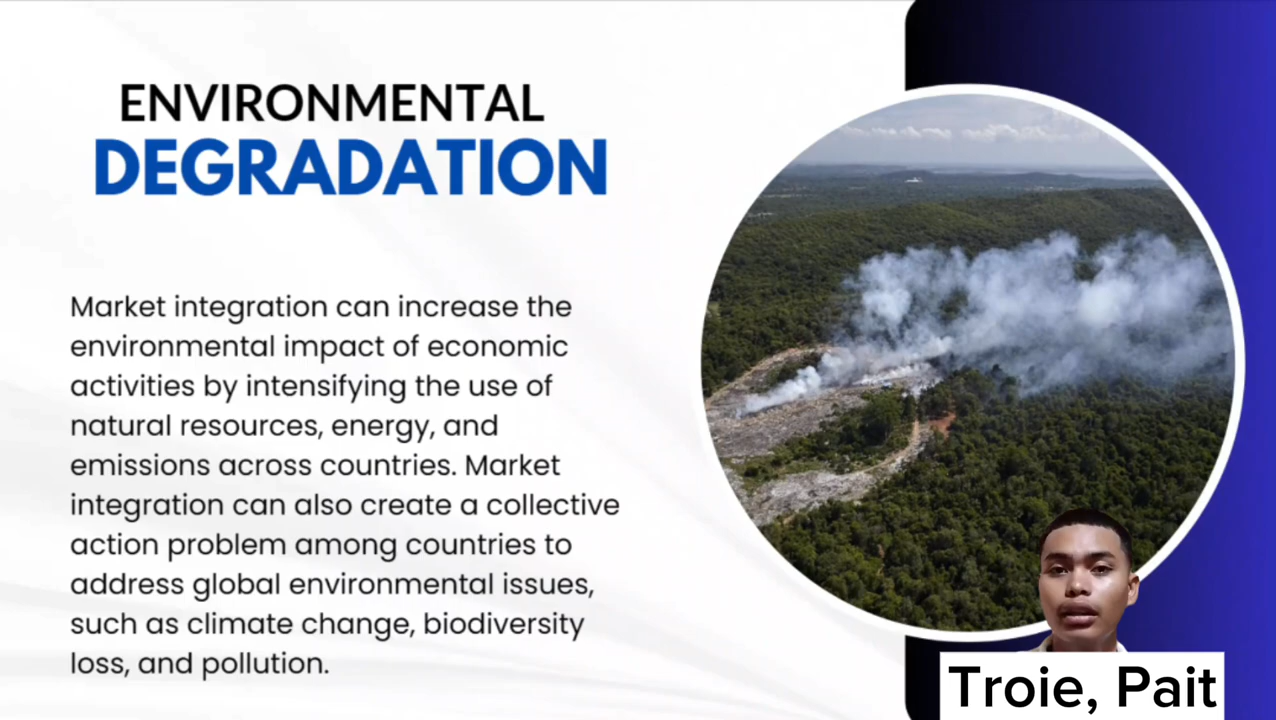 ENVIRONMENTAL
DEGRADATION
Market integration can increase the
environmental impact of economic
activities by intensifying the use of
natural resources, energy, and
emissions across countries. Market
integration can also create a collective
action problem among countries to
address global environmental issues,
such as climate change, biodiversity
loss, and pollution.
Troie, Pait